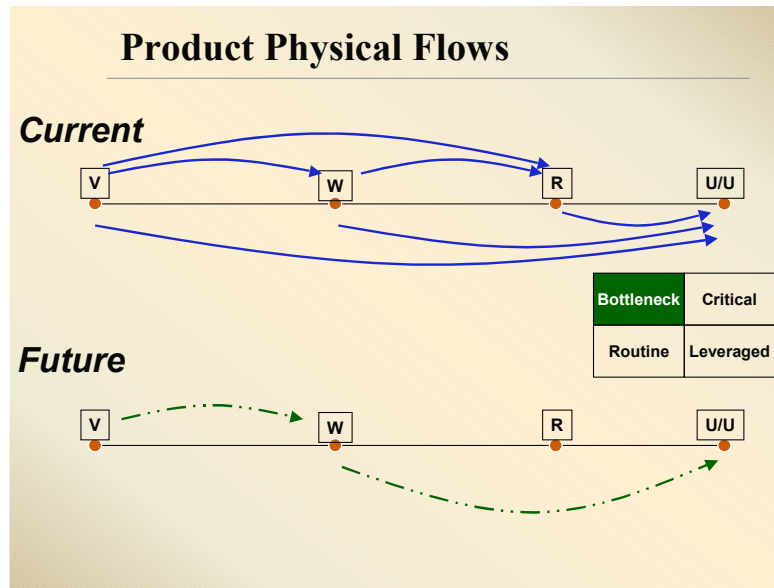 Product Physical Flows
Current
V
W
R
U/U
Bottleneck
Critical
Routine
Leveraged
Future
V
W
R
U/U